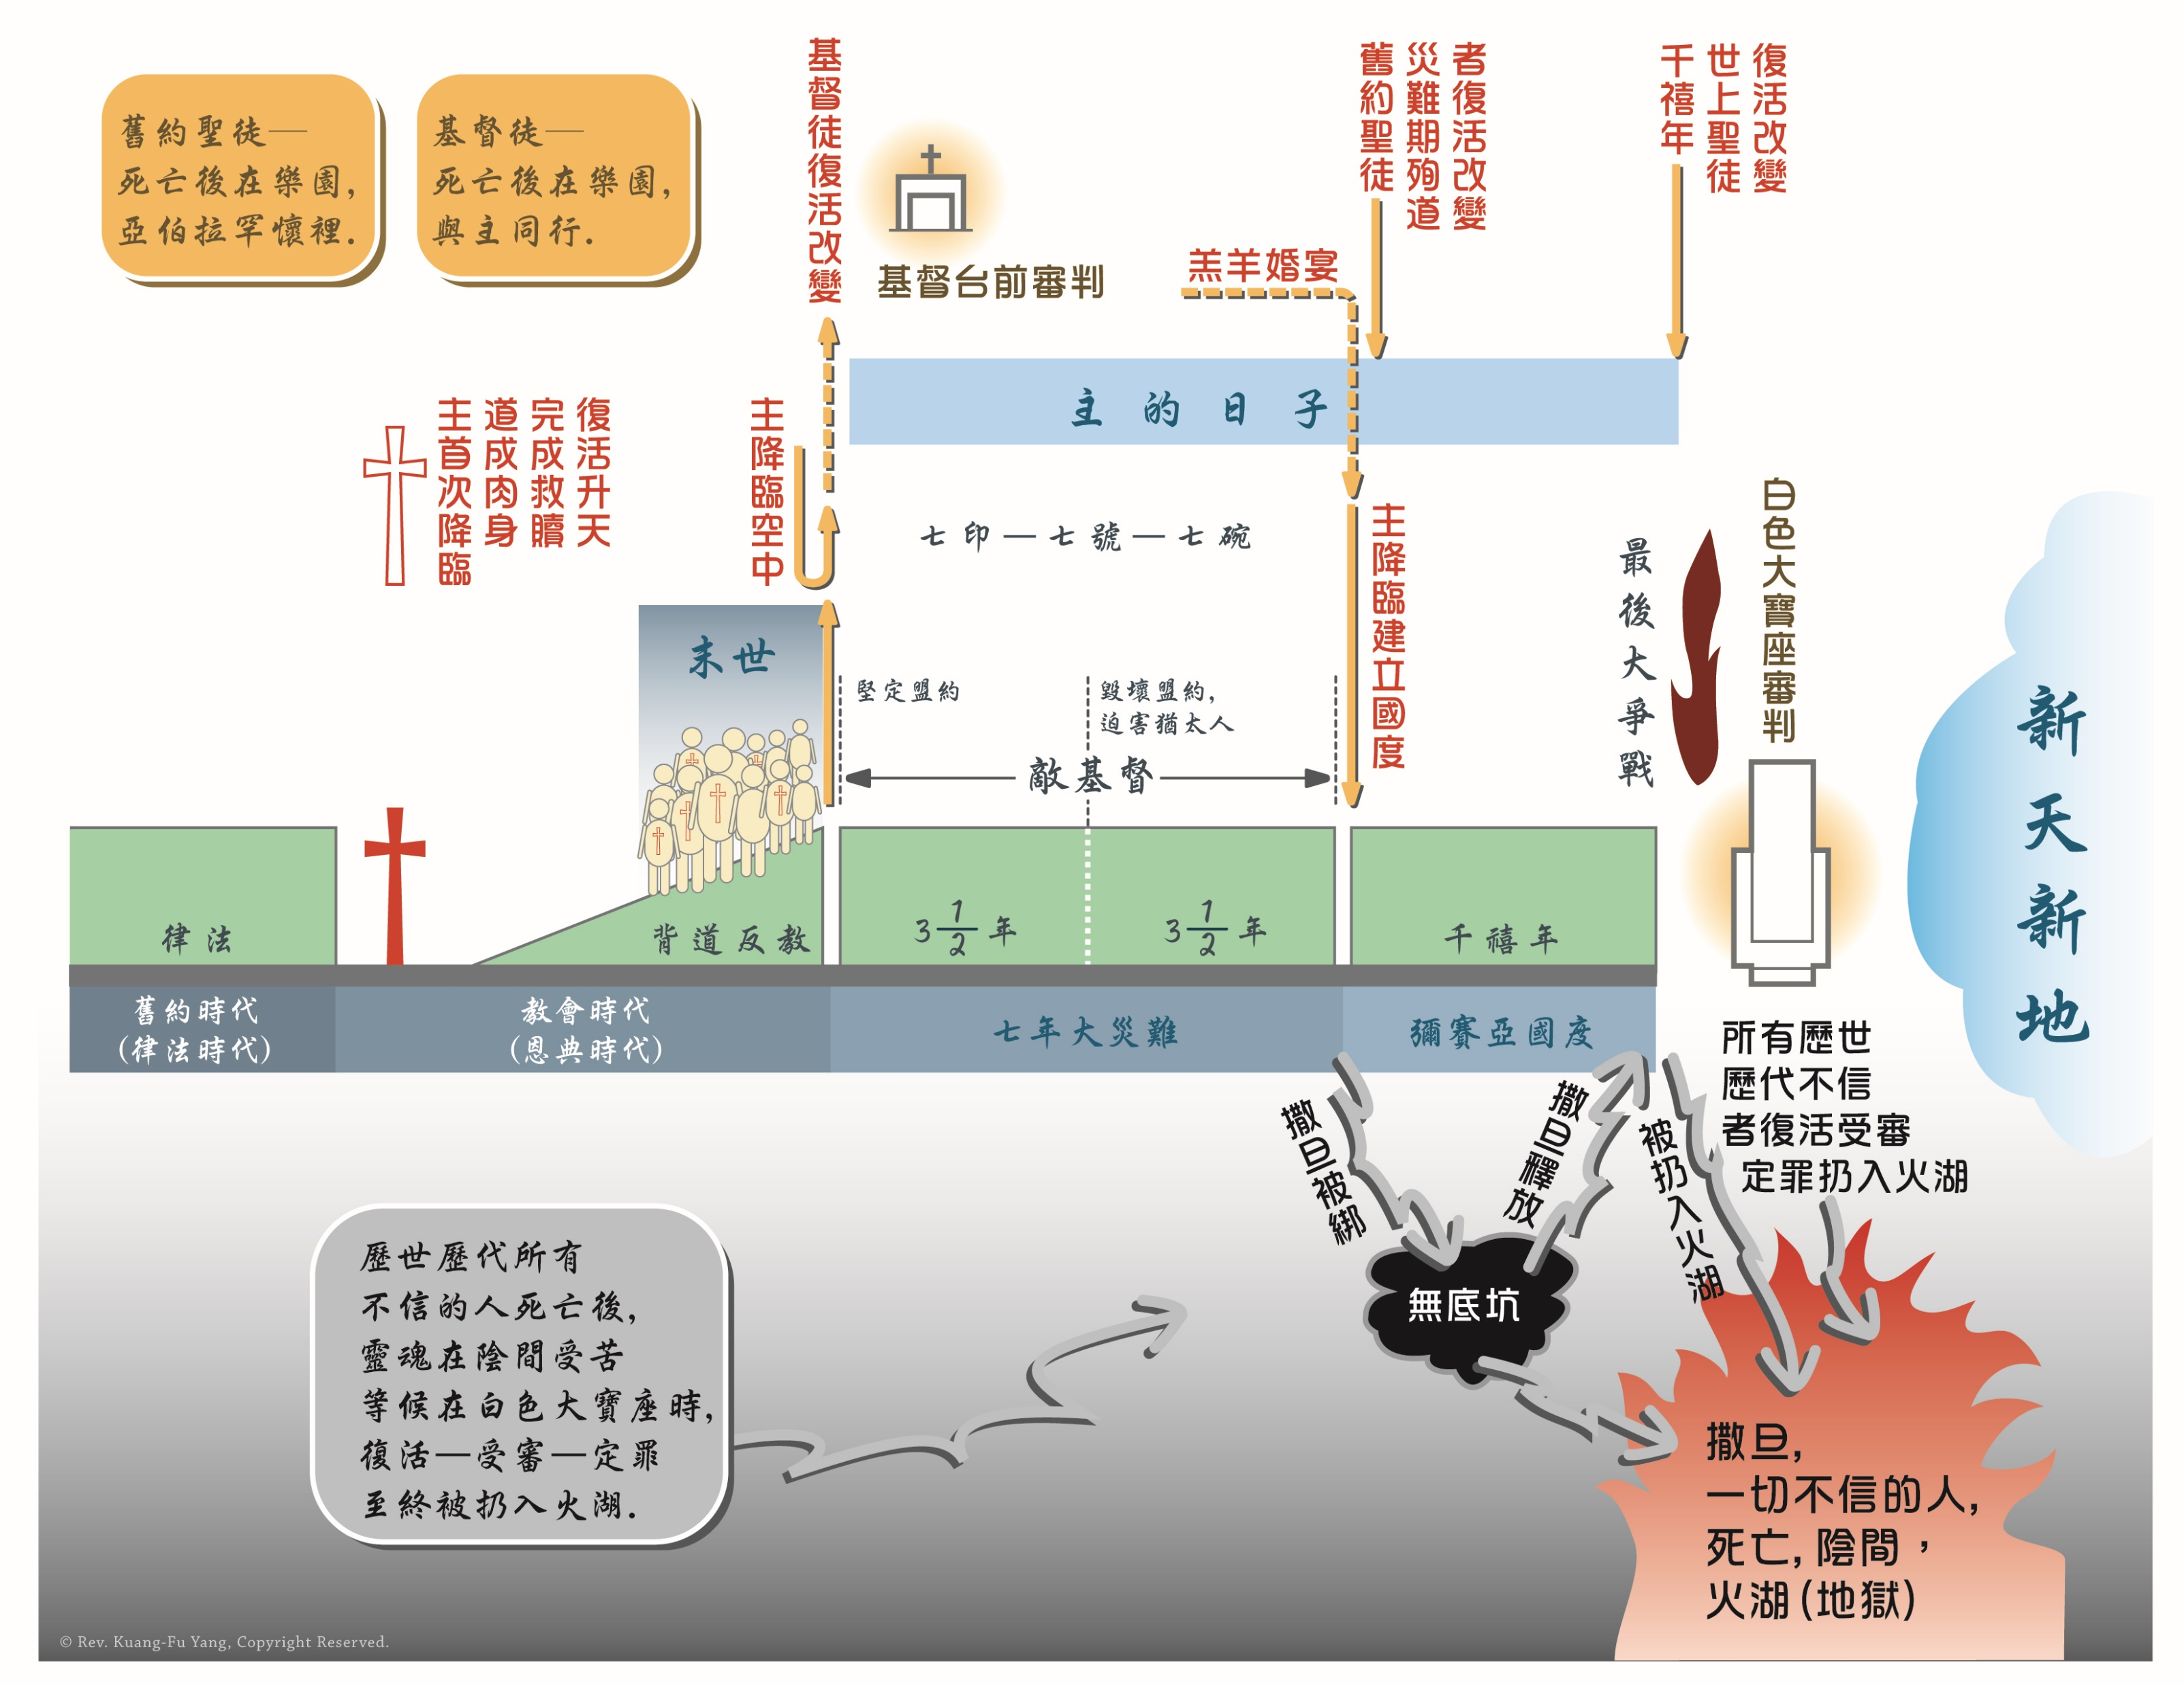 舊約聖徒—
死亡後在樂園,
亞伯拉罕懷裡.
基督徒—
死亡後在樂園,
與主同行.
基督徒復活改變
基督台前審判
羔羊婚宴
舊約聖徒
災難期殉道
者復活改變
千禧年
世上聖徒
復活改變
主的日子
主首次降臨
道成肉身
完成救贖
復活升天
主降臨空中
七印—七號—七碗
主降臨建立國度
最後大爭戰
白色大寶座審判
新天新地
末世
堅定盟約
毀壞盟約,
迫害猶太人
敵基督
律法
背道反教
3 1/2 年
3 1/2 年
千禧年
舊約時代
(律法時代)
教會時代
(恩典時代)
七年大災難
彌賽亞國度
所有歷世
歷代不信
者復活受審
定罪扔入火湖
撒旦被綁
撒旦釋放
被扔入火湖
無底坑
歷世歷代所有
不信的人死亡後,
靈魂在陰間受苦
等候在白色大寶座時,
復活—受審—定罪
至終被扔入火湖.
撒旦,
一切不信的人,
死亡,陰間,
火湖(地獄)
© Rev. Kuang-Fu Yang, Copyright Reserved.